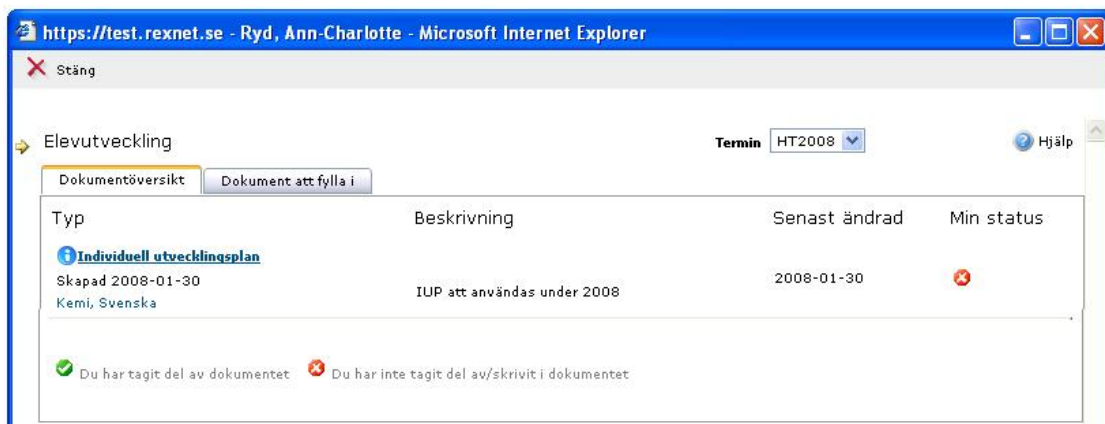 https://test.rexnet.se - Ryd, Ann-Charlotte - Microsoft Internet Explorer
Stäng
Elevutveckling
Termin HT2008
Hjälp
Dokumentöversikt
Dokument att fylla i
Typ Beskrivning Senast ändrad Min status
Individuell utvecklingsplan
Skapad 2008-01-30
Kemi, Svenska
IUP att användas under 2008
2008-01-30
Du har tagit del av dokumentet
Du har inte tagit del av/skrivit i dokumentet